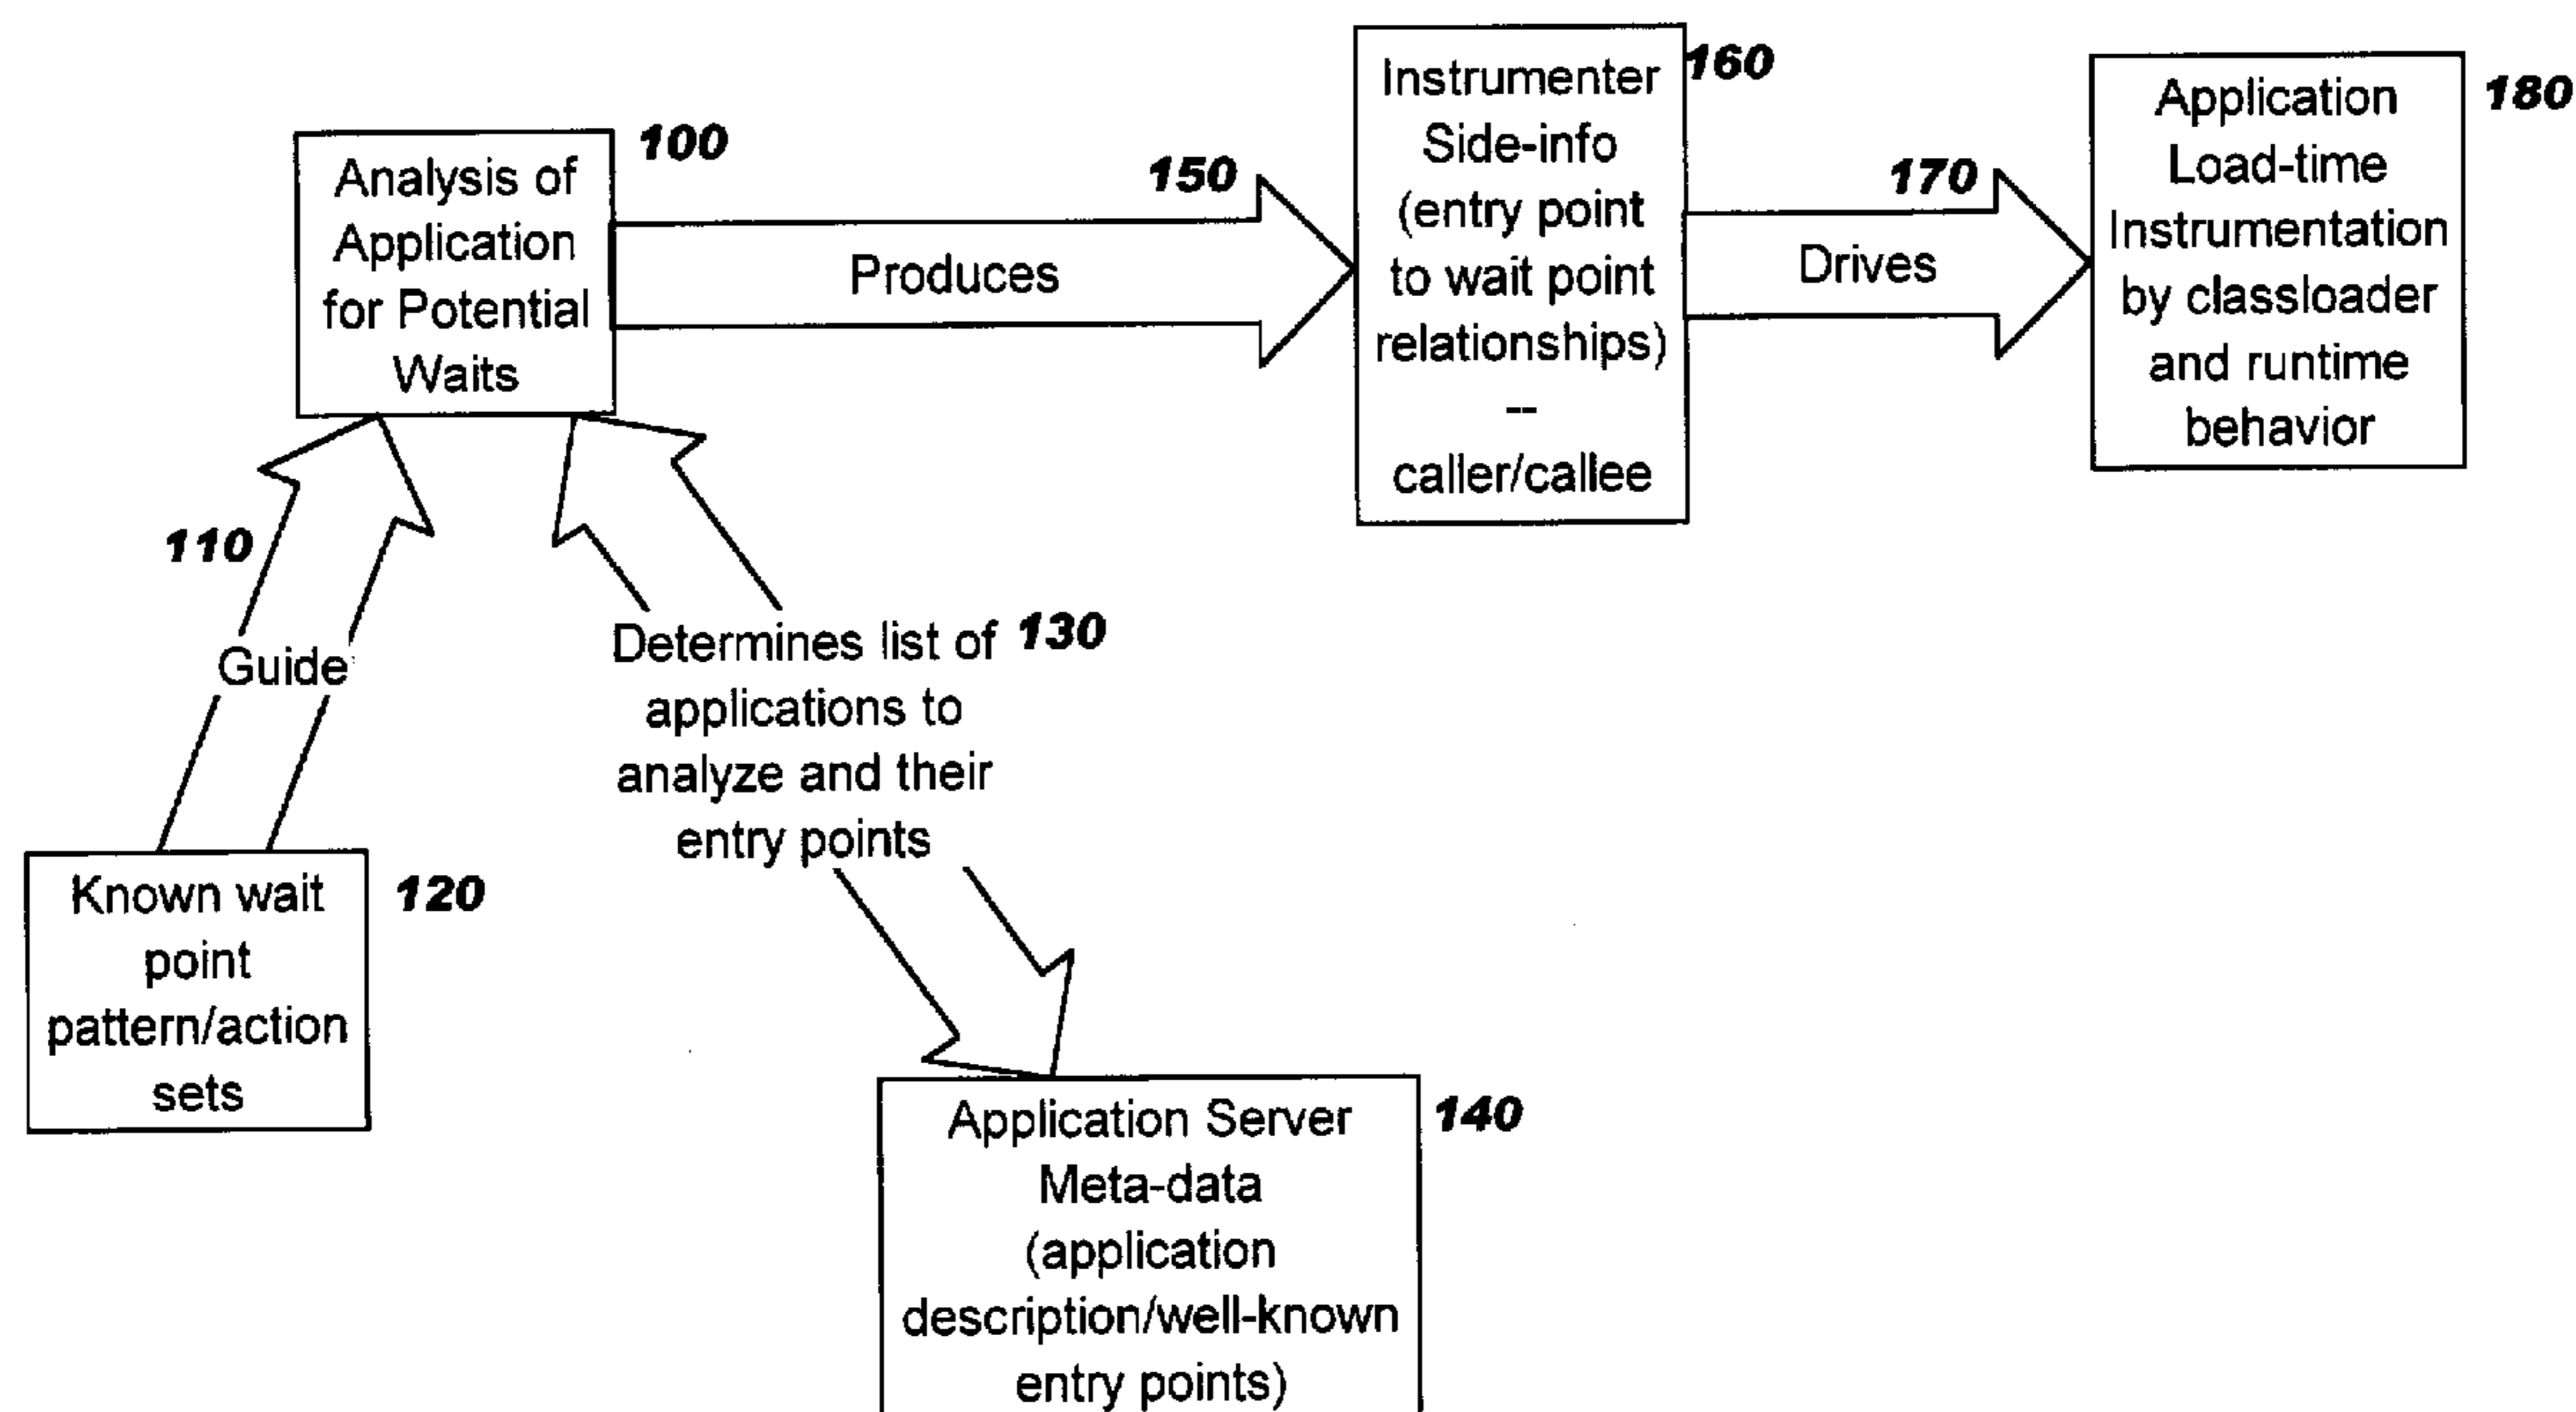 100
Analysis of
Application
for Potential
Waits
150
Produces
160
Instrumenter
Side-info
(entry point
to wait point
relationships)
--
caller/callee
170
Drives
180
Application
Load-time
Instrumentation
by classloader
and runtime
behavior
110
Guide
Determines list of 130
applications to
analyze and their
entry points
120
Known wait
point
pattern/action
sets
140
Application Server
Meta-data
(application
description/well-known
entry points)